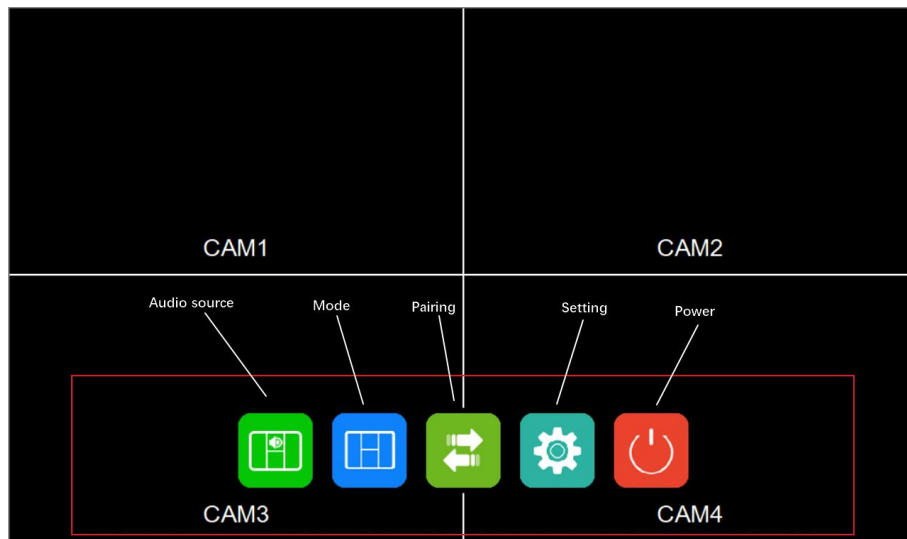 CAM1
CAM2
Audio source
Mode
Pairing
Setting
Power
CAM3
CAM4